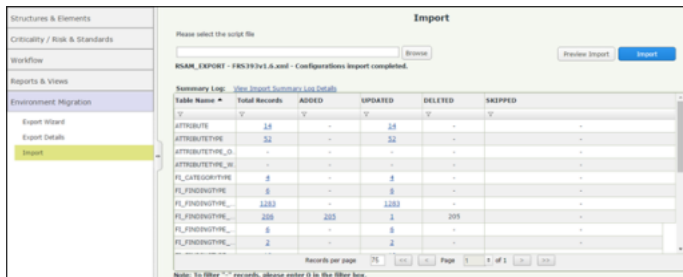 Structures & Elements
Criticality / Risk & Standards
Workflow
Reports & Views
Environment Migration
Export Wizard
Export Details
Import
Import
Please select the script file
Browse
Preview Import
Import
RSAM_EXPORT - FRS393v1.6.xml - Configurations import completed.
Summary Log: View Import Summary Log Details
Table Name Total Records ADDED UPDATED DELETED SKIPPED
ATTRIBUTE 14 - 14 - -
ATTRIBUTETYPE 52 - 52 - -
ATTRIBUTETYPE_O... - - - - -
ATTRIBUTETYPE_W... - - - - -
FI_CATEGORYTYPE 4 - 4 - -
FI_FINDINGTYPE 6 - 6 - -
FI_FINDINGTYPE_... 1283 - 1283 - -
FI_FINDINGTYPE_... 206 205 1 205 -
FI_FINDINGTYPE_... 6 - 6 - -
FI_FINDINGTYPE_... 2 - 2 - -
Records per page 75 << < Page 1 of 1 > >>
Note: To filter "-" records, please enter 0 in the filter box.